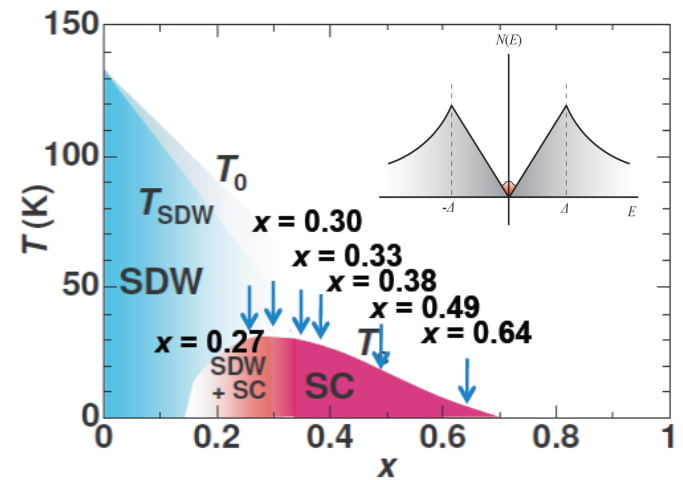 150
100
50
0
T (K)
0
0.2
0.4
0.6
0.8
1
x
T0
TSDW
SDW
x = 0.27
x = 0.30
x = 0.33
x = 0.38
x = 0.49
x = 0.64
SDW
+ SC
SC
N(E)
-Δ
Δ
E